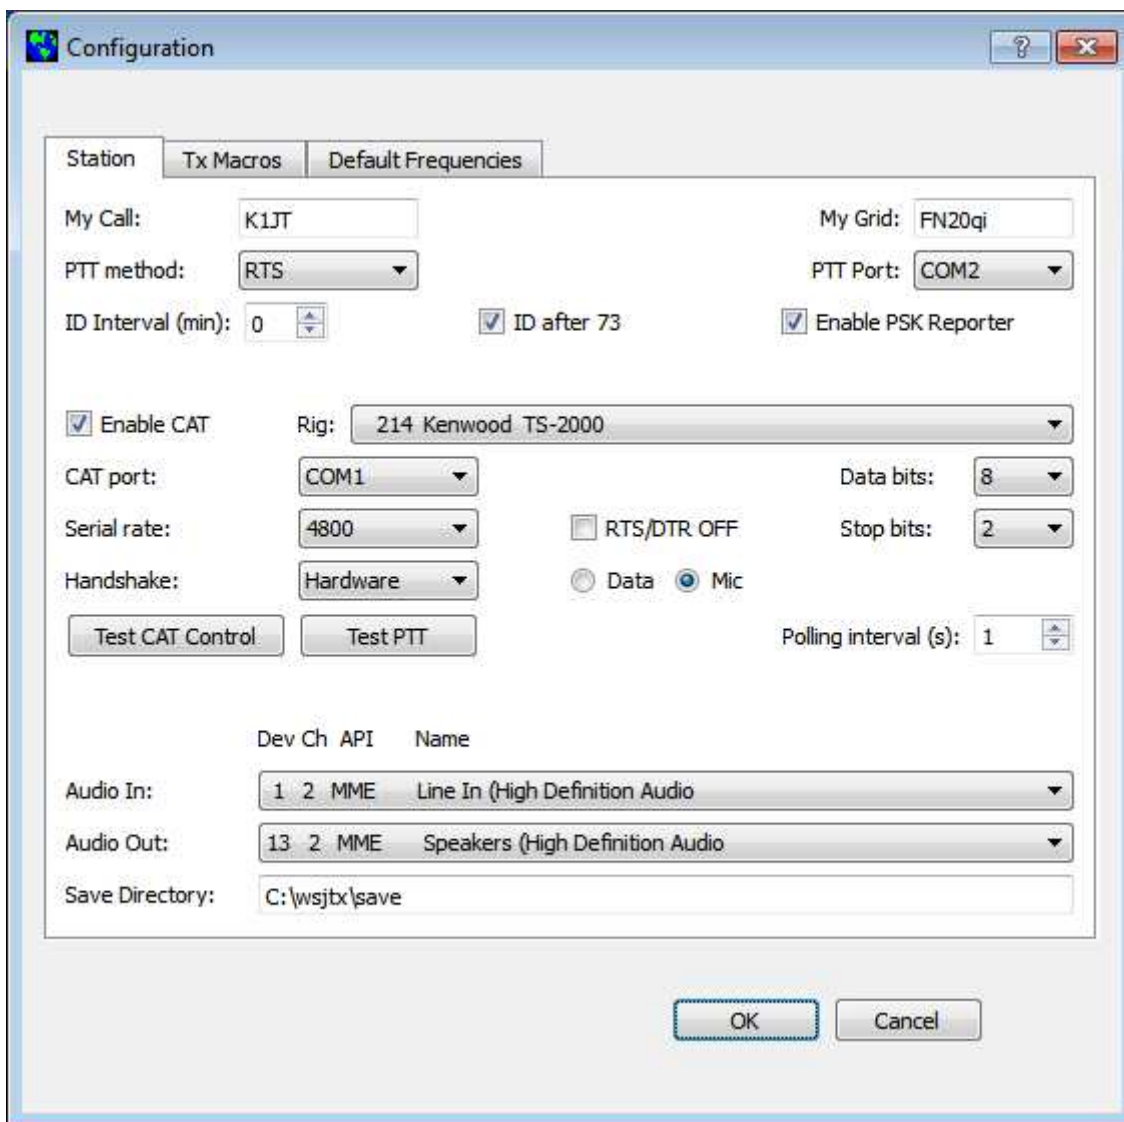 Configuration
Station Tx Macros Default Frequencies
My Call: K1JT My Grid: FN20qi
PTT method: RTS PTT Port: COM2
ID Interval (min): 0 ID after 73 Enable PSK Reporter
Enable CAT Rig: 214 Kenwood TS-2000
CAT port: COM1 Data bits: 8
Serial rate: 4800 RTS/DTR OFF Stop bits: 2
Handshake: Hardware Data Mic
Test CAT Control Test PTT Polling interval (s): 1
Dev Ch API Name
Audio In: 1 2 MME Line In (High Definition Audio
Audio Out: 13 2 MME Speakers (High Definition Audio
Save Directory: C:\wsjtx\save
OK Cancel